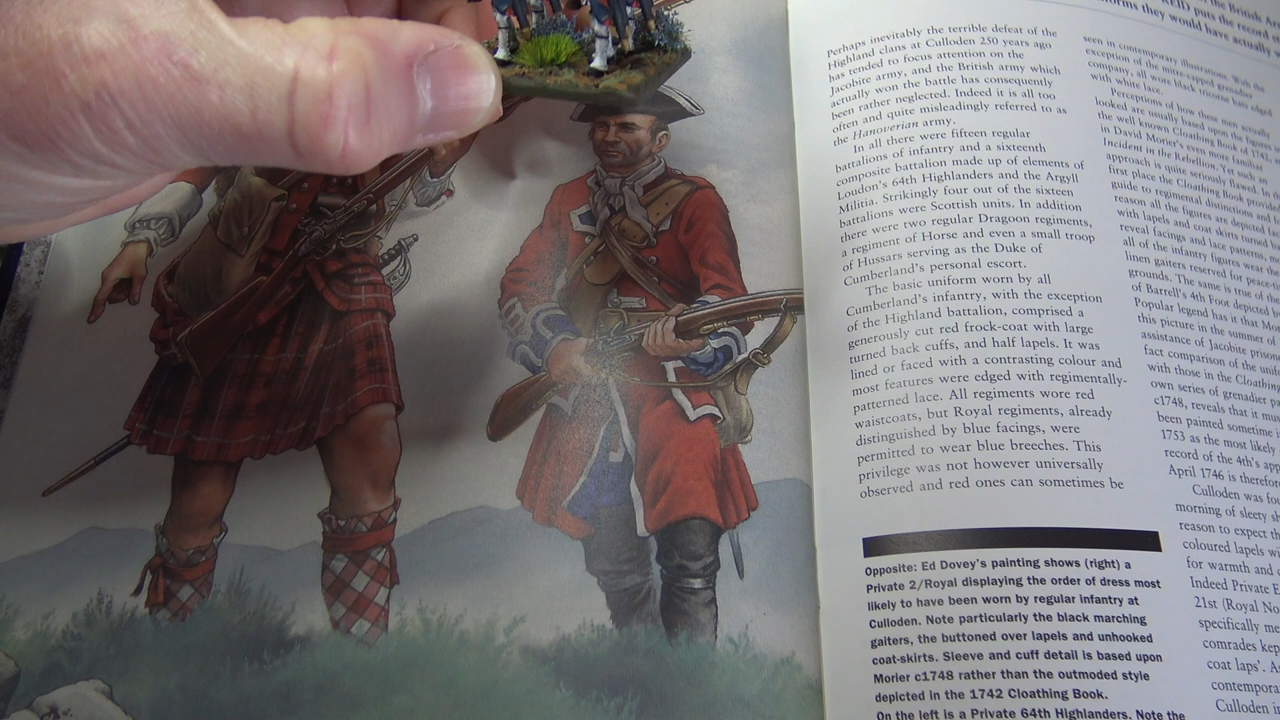 Perhaps inevitably the terrible defeat of the
Highland clans at Culloden 250 years ago
has tended to focus attention on the
Jacobite army, and the British army which
actually won the battle has consequently
been rather neglected. Indeed it is all too
often and quite misleadingly referred to as
the Hanoverian army.
In all there were fifteen regular
battalions of infantry and a sixteenth
composite battalion made up of elements of
Loudon's 64th Highlanders and the Argyll
Militia. Strikingly four out of the sixteen
battalions were Scottish units. In addition
there were two regular Dragoon regiments,
a regiment of Horse and even a small troop
of Hussars serving as the Duke of
Cumberland's personal escort.
The basic uniform worn by all
Cumberland's infantry, with the exception
of the Highland battalion, comprised a
generously cut red frock-coat with large
turned back cuffs, and half lapels. It was
lined or faced with a contrasting colour and
most features were edged with regimentally-
patterned lace. All regiments wore red
waistcoats, but Royal regiments, already
distinguished by blue facings, were
permitted to wear blue breeches. This
privilege was not however universally
observed and red ones can sometimes be
Opposite: Ed Dovey's painting shows (right) a
Private 2/Royal displaying the order of dress most
likely to have been worn by regular infantry at
Culloden. Note particularly the black marching
gaiters, the buttoned over lapels and unhooked
coat-skirts. Sleeve and cuff detail is based upon
Morier c1748 rather than the outmoded style
depicted in the 1742 Cloathing Book.
On the left is a Private 64th Highlanders. Note the
of the British
REID puts the record
they would have actually
seen in contemporary illustrations. With the
exception of the mitre-capped grenadier
company, all wore black tricorne hats edged
with white lace.
Perceptions of how these men actually
looked are usually based upon the figures
the well known Cloathing Book of 1742,
in David Morier's even more familiar
Incident in the Rebellion. Yet such an
approach is quite seriously flawed. In
first place the Cloathing Book provides
guide to regimental distinctions and
reason all the figures are depicted
with lapels and coat skirts turned
reveal facings and lace patterns,
all of the infantry figures wear the
linen gaiters reserved for peace-
grounds. The same is true of the
of Barrell's 4th Foot depicted
Popular legend has it that
this picture in the summer of
assistance of Jacobite prisoners
fact comparison of the
with those in the Cloathing
own series of grenadier
c1748, reveals that it
been painted sometime
1753 as the most likely
record of the 4th's
April 1746 is therefore
Culloden was
morning of sleety
reason to expect
coloured lapels
for warmth and
Indeed Private
21st (Royal
specifically
comrades
coat laps'.
Culloden